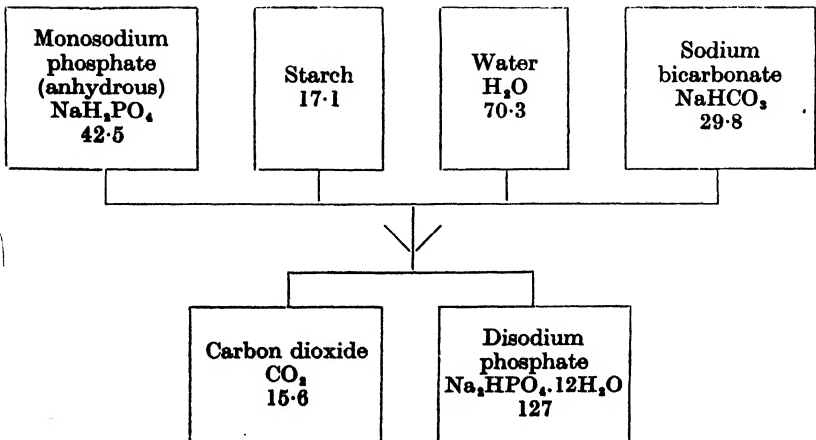 Monosodium
phosphate
(anhydrous)
NaH₂PO₄
42·5
Starch
17·1
Water
H₂O
70·3
Sodium
bicarbonate
NaHCO₃
29·8
Carbon dioxide
CO₂
15·6
Disodium
phosphate
Na₂HPO₄.12H₂O
127